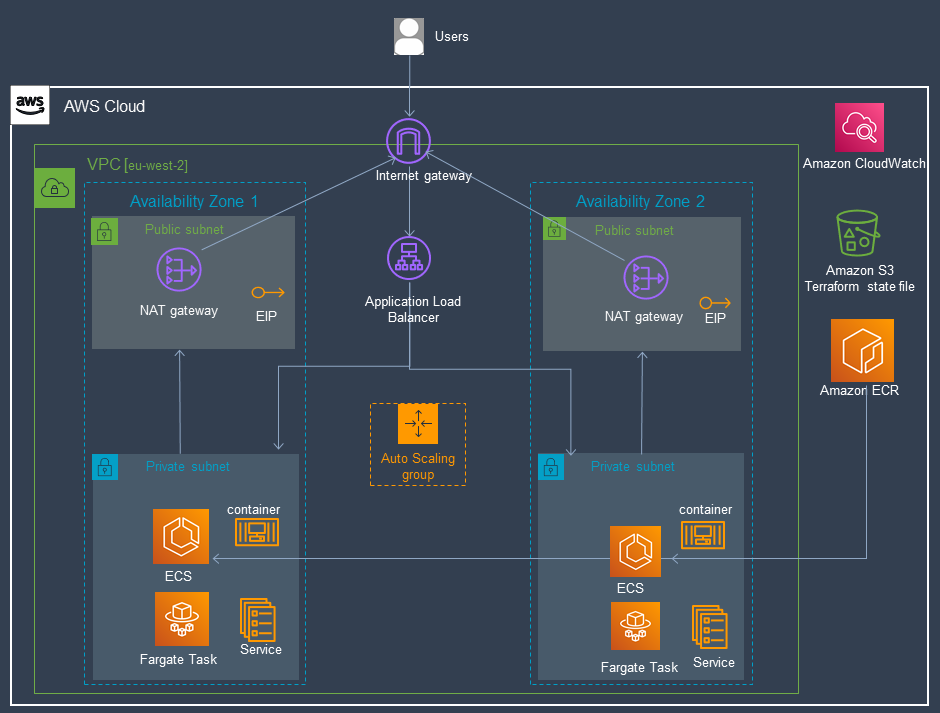 Users
aws
AWS Cloud
Amazon CloudWatch
VPC [eu-west-2]
Internet gateway
Availability Zone 1
Availability Zone 2
Public subnet
Public subnet
NAT gateway
EIP
Application Load
Balancer
NAT gateway
EIP
Amazon S3
Terraform state file
Amazon ECR
Auto Scaling
group
Private subnet
Private subnet
container
ECS
container
ECS
Fargate Task
Service
Fargate Task
Service